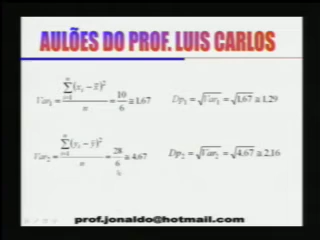 AULÕES DO PROF. LUIS CARLOS
Var₁ = Σ(xᵢ − x̄)² / n = 10/6 ≅ 1,67
Dp₁ = √Var₁ = √1,67 ≅ 1,29
Var₂ = Σ(yᵢ − ȳ)² / n = 28/6 ≅ 4,67
Dp₂ = √Var₂ = √4,67 ≅ 2,16
prof.jonaldo@hotmail.com